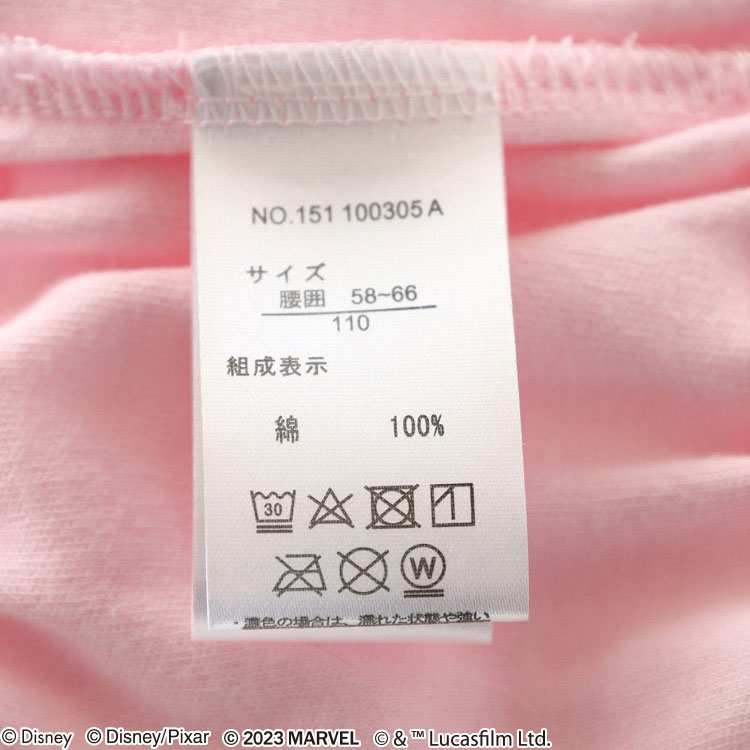 NO.151 100305 A
サイズ
腰囲 58~66
110
組成表示
綿 100%
30
W
・濃色の場合は、濡れた状態や強い
© Disney © Disney/Pixar © 2023 MARVEL © & ™ Lucasfilm Ltd.